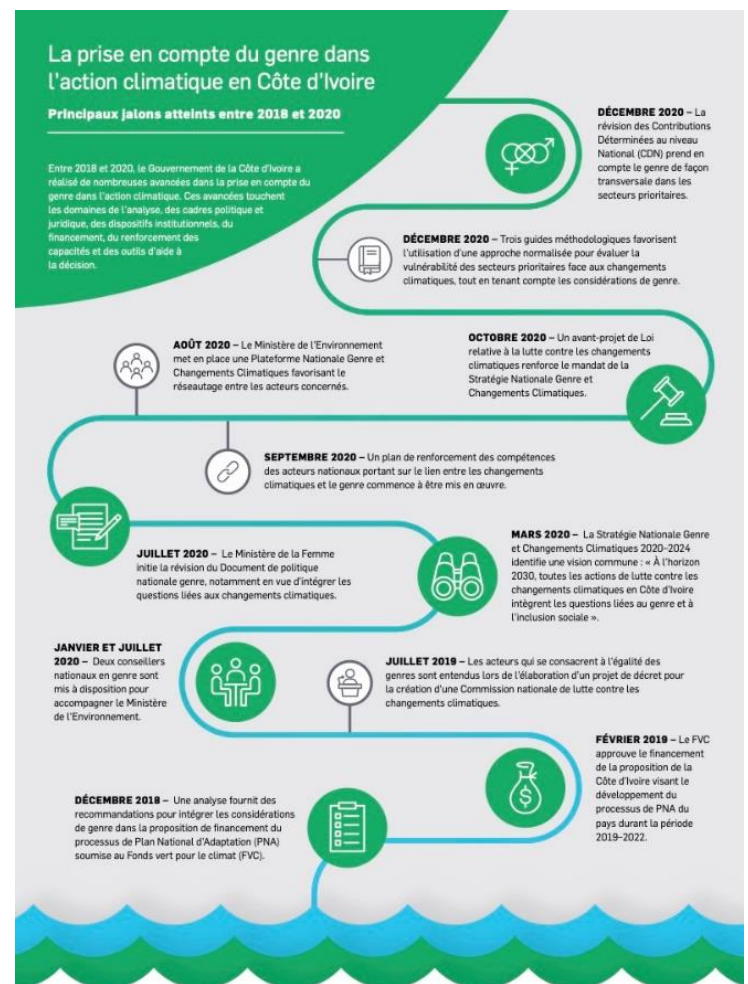 La prise en compte du genre dans
l'action climatique en Côte d'Ivoire
Principaux jalons atteints entre 2018 et 2020
Entre 2018 et 2020, le Gouvernement de la Côte d'Ivoire a
réalisé de nombreuses avancées dans la prise en compte du
genre dans l'action climatique. Ces avancées touchent
les domaines de l'analyse, des cadres politique et
juridique, des dispositifs institutionnels, du
financement, du renforcement des
capacités et des outils d'aide à
la décision.
DÉCEMBRE 2020 – La
révision des Contributions
Déterminées au niveau
National (CDN) prend en
compte le genre de façon
transversale dans les
secteurs prioritaires.
DÉCEMBRE 2020 – Trois guides méthodologiques favorisent
l'utilisation d'une approche normalisée pour évaluer la
vulnérabilité des secteurs prioritaires face aux changements
climatiques, tout en tenant compte les considérations de genre.
OCTOBRE 2020 – Un avant-projet de Loi
relative à la lutte contre les changements
climatiques renforce le mandat de la
Stratégie Nationale Genre et
Changements Climatiques.
AOÛT 2020 – Le Ministère de l'Environnement
met en place une Plateforme Nationale Genre et
Changements Climatiques favorisant le
réseautage entre les acteurs concernés.
SEPTEMBRE 2020 – Un plan de renforcement des compétences
des acteurs nationaux portant sur le lien entre les changements
climatiques et le genre commence à être mis en œuvre.
JUILLET 2020 – Le Ministère de la Femme
initie la révision du Document de politique
nationale genre, notamment en vue d'intégrer les
questions liées aux changements climatiques.
MARS 2020 – La Stratégie Nationale Genre
et Changements Climatiques 2020–2024
identifie une vision commune : « À l'horizon
2030, toutes les actions de lutte contre les
changements climatiques en Côte d'Ivoire
intègrent les questions liées au genre et à
l'inclusion sociale ».
JANVIER ET JUILLET
2020 – Deux conseillers
nationaux en genre sont
mis à disposition pour
accompagner le Ministère
de l'Environnement.
JUILLET 2019 – Les acteurs qui se consacrent à l'égalité des
genres sont entendus lors de l'élaboration d'un projet de décret pour
la création d'une Commission nationale de lutte contre les
changements climatiques.
FÉVRIER 2019 – Le FVC
approuve le financement
de la proposition de la
Côte d'Ivoire visant le
développement du
processus de PNA du
pays durant la période
2019–2022.
DÉCEMBRE 2018 – Une analyse fournit des
recommandations pour intégrer les considérations
de genre dans la proposition de financement du
processus de Plan National d'Adaptation (PNA)
soumise au Fonds vert pour le climat (FVC).
$